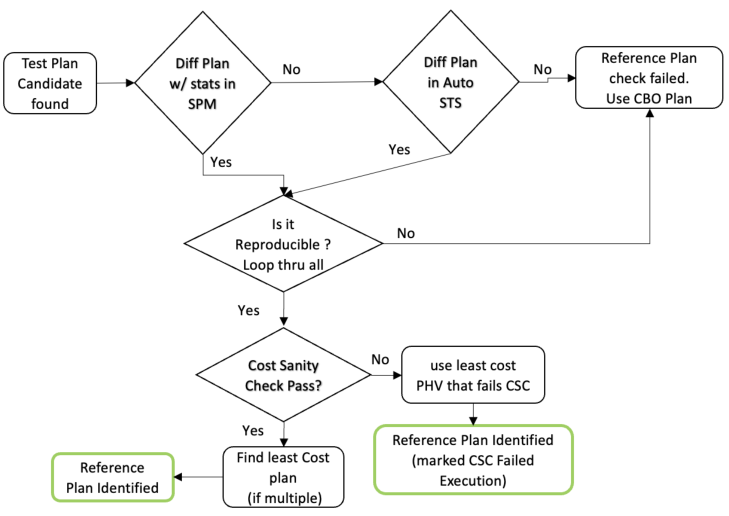 Test Plan
Candidate
found
Diff Plan
w/ stats in
SPM
No
Diff Plan
in Auto
STS
No
Reference Plan
check failed.
Use CBO Plan
Yes
Yes
Is it
Reproducible ?
Loop thru all
No
Yes
Cost Sanity
Check Pass?
No
use least cost
PHV that fails CSC
Yes
Reference Plan Identified
(marked CSC Failed
Execution)
Find least Cost
plan
(if multiple)
Reference
Plan Identified